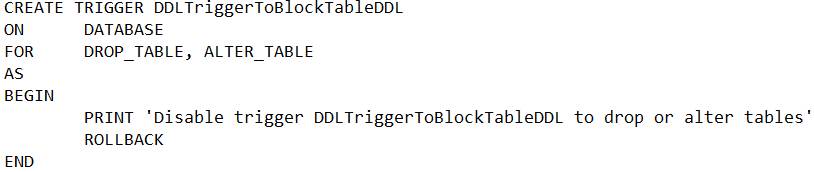 CREATE TRIGGER DDLTriggerToBlockTableDDL
ON      DATABASE
FOR     DROP_TABLE, ALTER_TABLE
AS
BEGIN
        PRINT 'Disable trigger DDLTriggerToBlockTableDDL to drop or alter tables'
        ROLLBACK
END